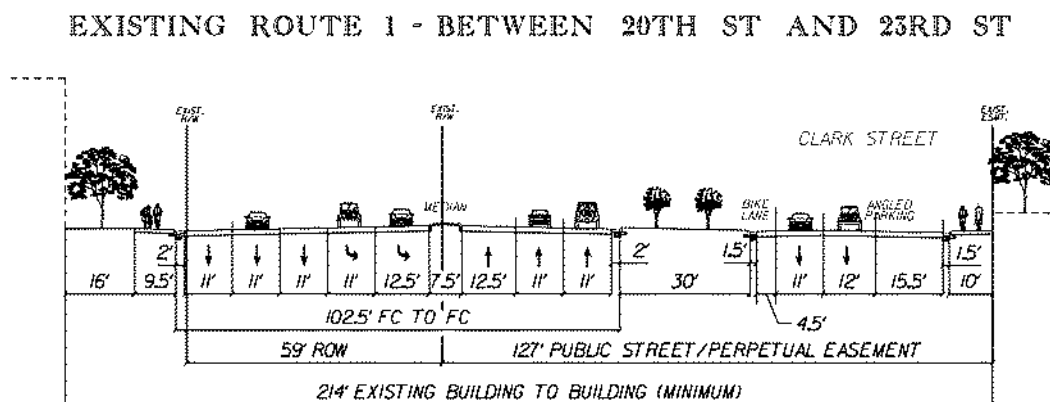 EXISTING ROUTE 1 - BETWEEN 20TH ST AND 23RD ST
EXIST. R/W
EXIST. R/W
EXIST. ESMT.
CLARK STREET
MEDIAN
BIKE LANE
ANGLED PARKING
2' 2' 1.5' 1.5'
16' 9.5' 11' 11' 11' 11' 12.5' 7.5' 12.5' 11' 11' 30' 11' 12' 15.5' 10'
102.5' FC TO FC
4.5'
59' ROW
127' PUBLIC STREET/PERPETUAL EASEMENT
214' EXISTING BUILDING TO BUILDING (MINIMUM)